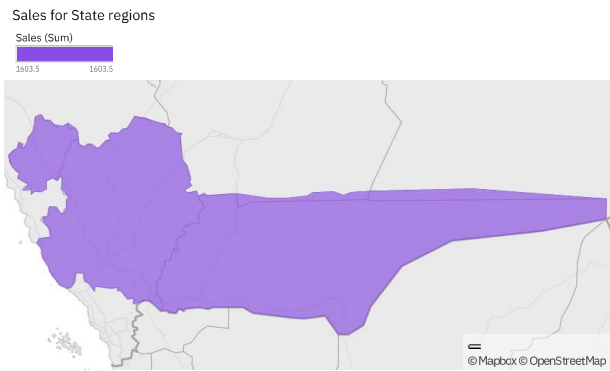 Sales for State regions
Sales (Sum)
1603.5 1603.5
© Mapbox © OpenStreetMap